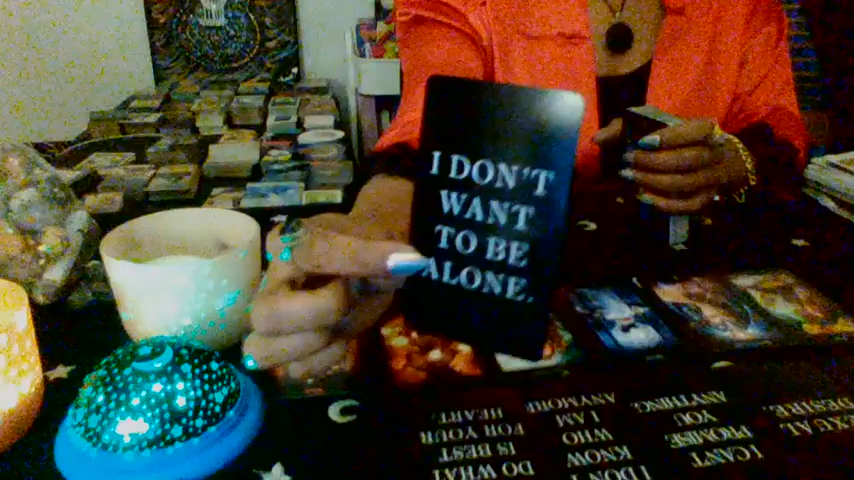 I DON'T
WANT
TO BE
ALONE.
DO WHAT
IS BEST
FOR YOUR
HEART.
I DON'T
KNOW
WHO
I AM
ANYMORE
I CAN'T
PROMISE
YOU
ANYTHING.
DESIRE.